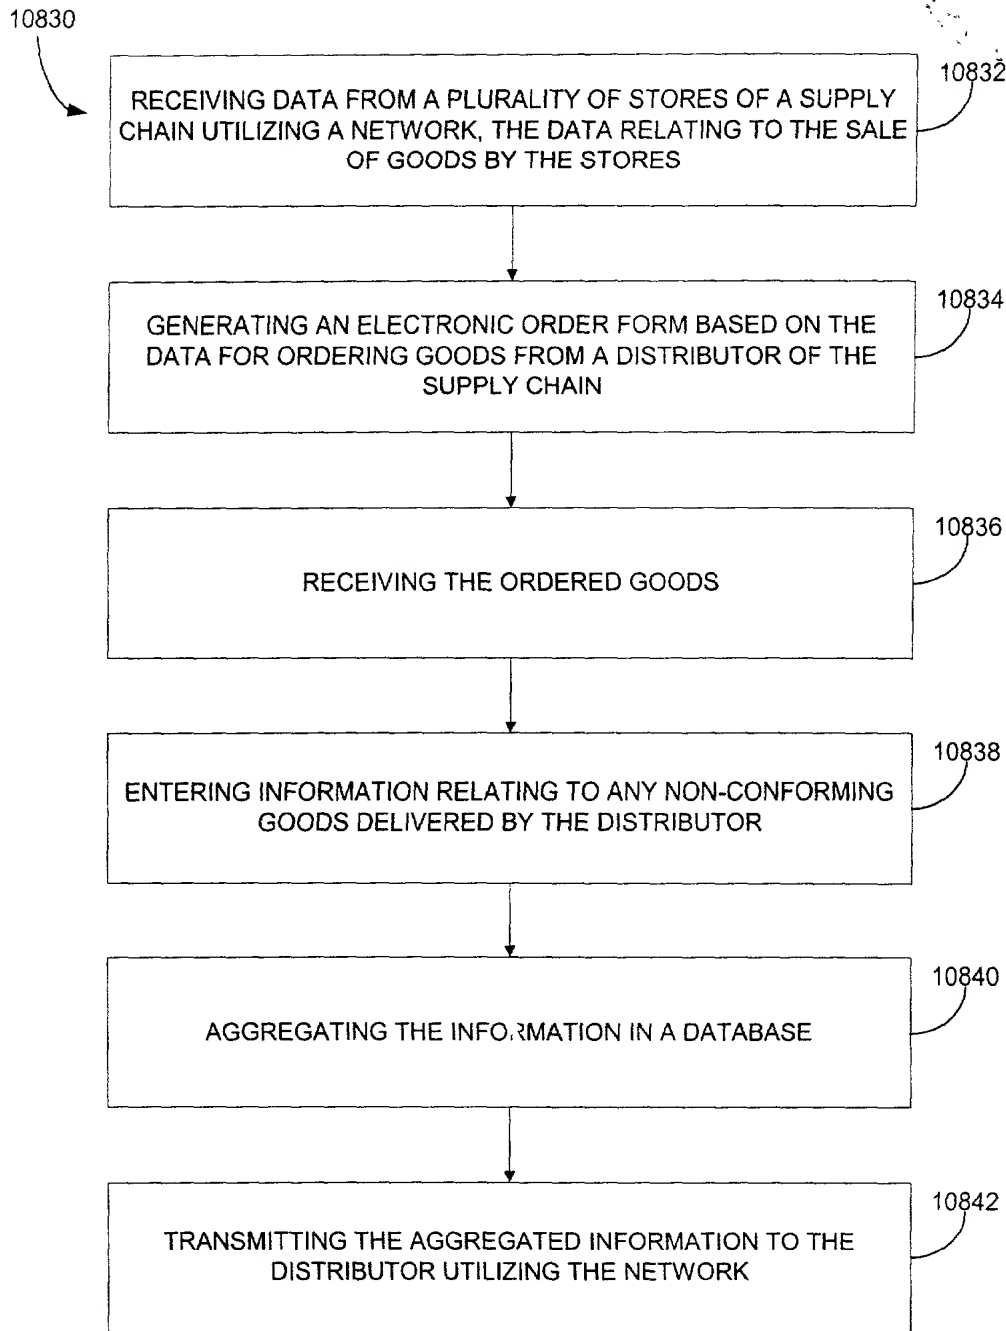 10830
10832
RECEIVING DATA FROM A PLURALITY OF STORES OF A SUPPLY
CHAIN UTILIZING A NETWORK, THE DATA RELATING TO THE SALE
OF GOODS BY THE STORES
10834
GENERATING AN ELECTRONIC ORDER FORM BASED ON THE
DATA FOR ORDERING GOODS FROM A DISTRIBUTOR OF THE
SUPPLY CHAIN
10836
RECEIVING THE ORDERED GOODS
10838
ENTERING INFORMATION RELATING TO ANY NON-CONFORMING
GOODS DELIVERED BY THE DISTRIBUTOR
10840
AGGREGATING THE INFORMATION IN A DATABASE
10842
TRANSMITTING THE AGGREGATED INFORMATION TO THE
DISTRIBUTOR UTILIZING THE NETWORK